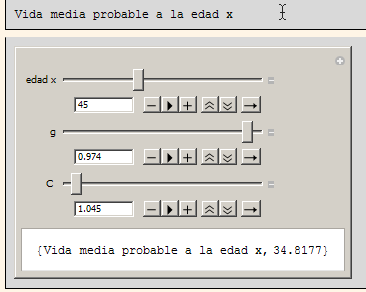 Vida media probable a la edad x
edad x
45
g
0.974
C
1.045
{Vida media probable a la edad x, 34.8177}